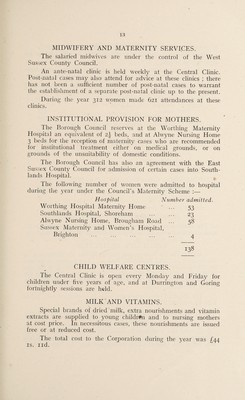 11
MIDWIFERY AND MATERNITY SERVICES.
The salaried midwives are under the control of the West
Sussex County Council.
An ante-natal clinic is held weekly at the Central Clinic.
Post-natal cases may also attend for advice at these clinics ; there
has not been a sufficient number of post-natal cases to warrant
the establishment of a separate post-natal clinic up to the present.
During the year 312 women made 621 attendances at these
clinics.
INSTITUTIONAL PROVISION FOR MOTHERS.
The Borough Council reserves at the Worthing Maternity
Hospital an equivalent of 2½ beds, and at Alwyne Nursing Home
3 beds for the reception of maternity cases who are recommended
for institutional treatment either on medical grounds, or on
grounds of the unsuitability of domestic conditions.
The Borough Council has also an agreement with the East
Sussex County Council for admission of certain cases into South-
lands Hospital.
The following number of women were admitted to hospital
during the year under the Council's Maternity Scheme :—
Hospital Number admitted.
Worthing Hospital Maternity Home ... 53
Southlands Hospital, Shoreham ... 23
Alwyne Nursing Home, Brougham Road ... 58
Sussex Maternity and Women's Hospital,
Brighton ... ... ... ... 4
138
CHILD WELFARE CENTRES.
The Central Clinic is open every Monday and Friday for
children under five years of age, and at Durrington and Goring
fortnightly sessions are held.
MILK AND VITAMINS.
Special brands of dried milk, extra nourishments and vitamin
extracts are supplied to young children and to nursing mothers
at cost price. In necessitous cases, these nourishments are issued
free or at reduced cost.
The total cost to the Corporation during the year was £44
1s. 11d.